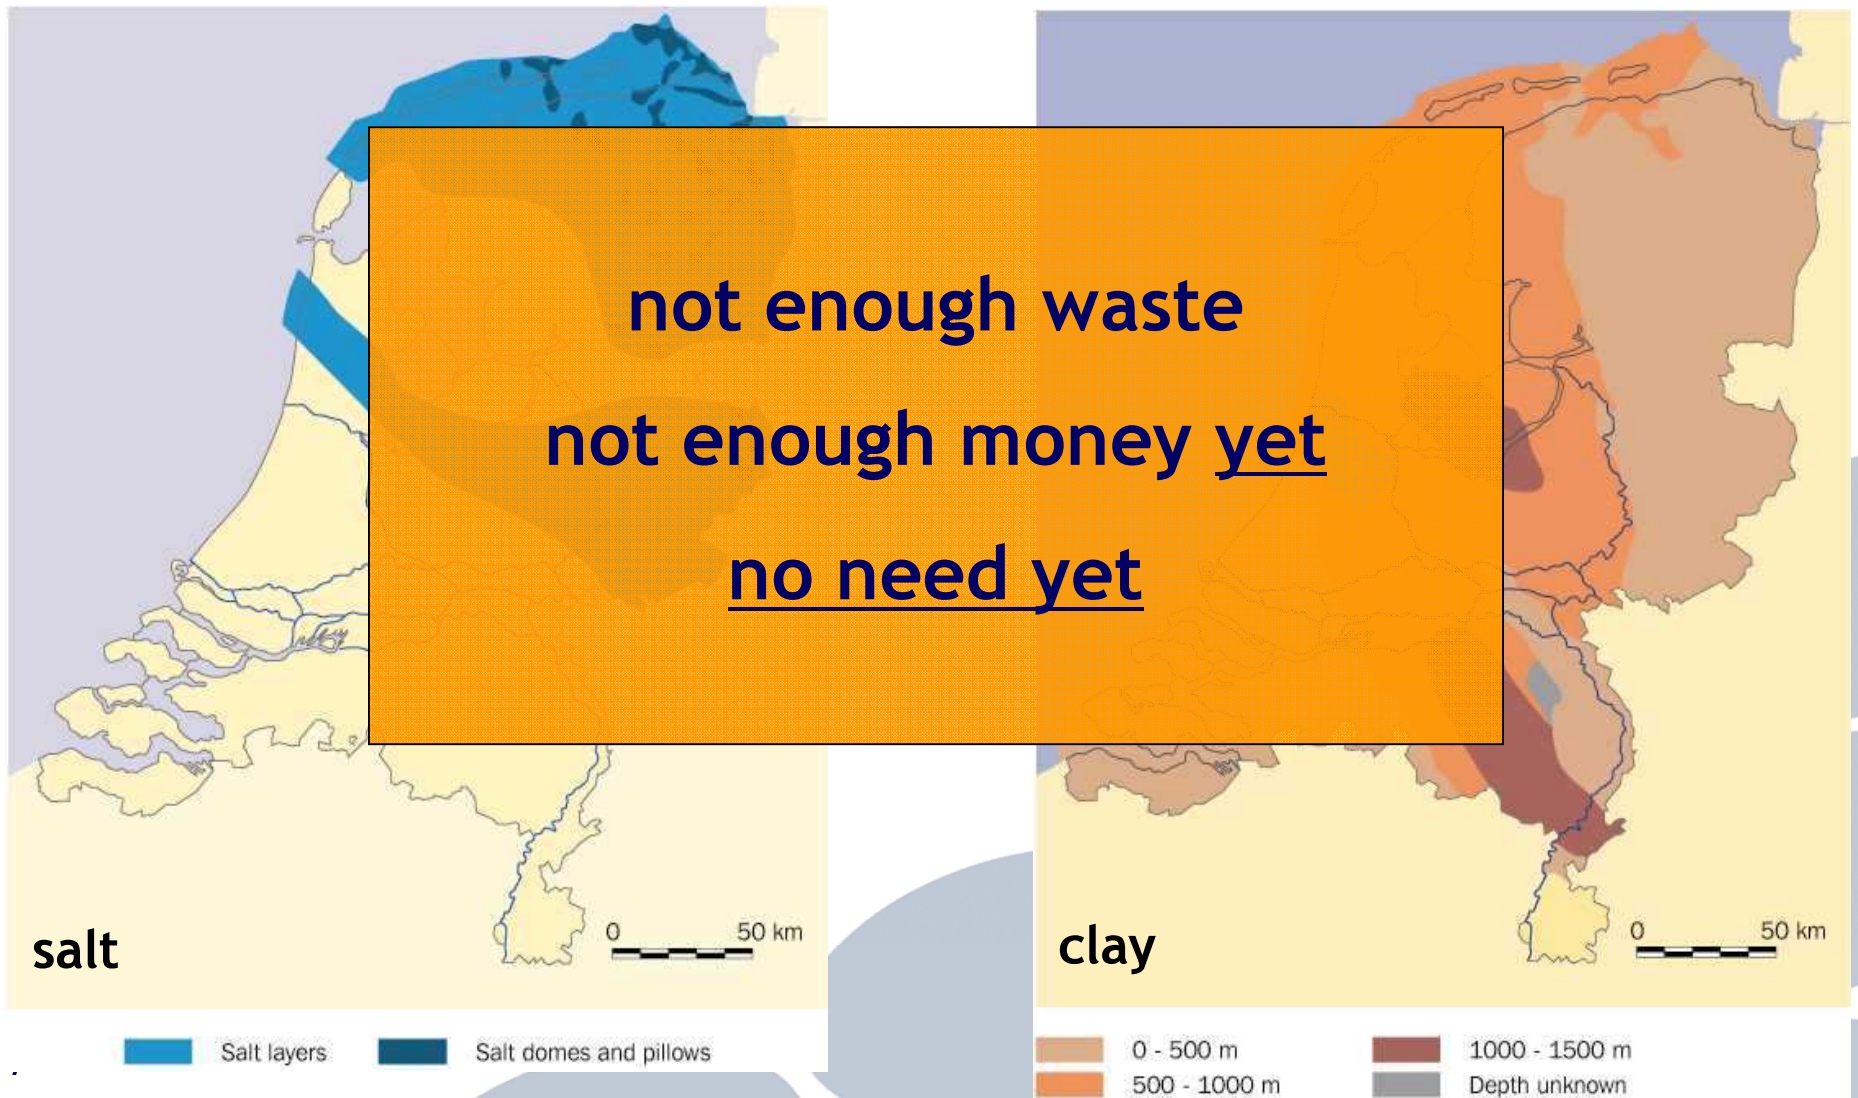 not enough waste
not enough money yet
no need yet
salt
0 50 km
clay
0 50 km
Salt layers
Salt domes and pillows
0 - 500 m
1000 - 1500 m
500 - 1000 m
Depth unknown